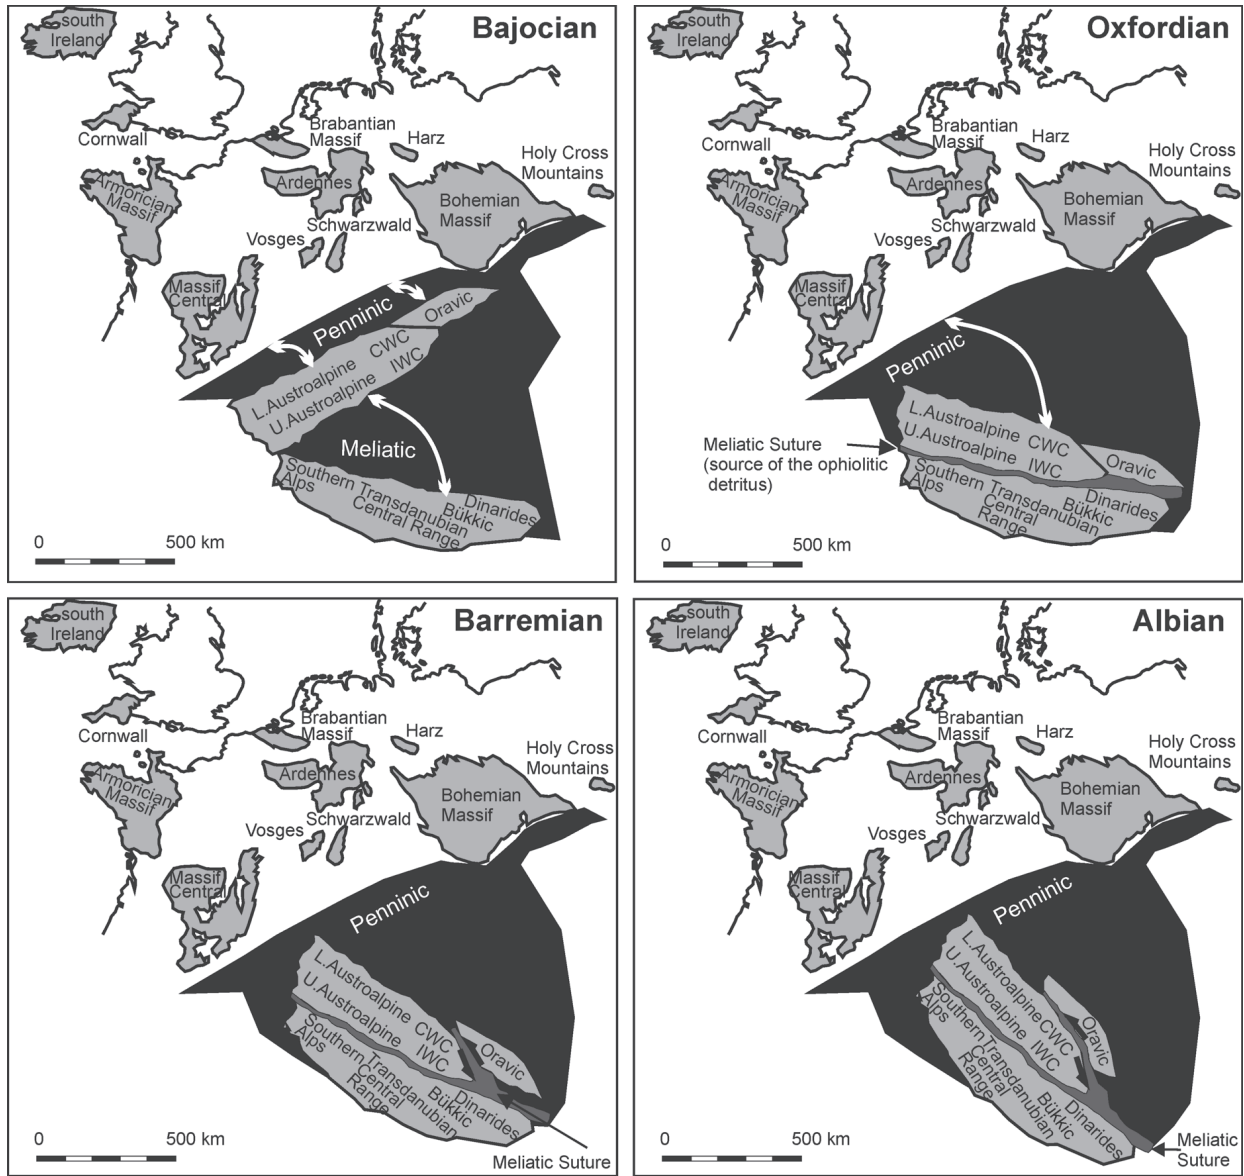 Bajocian
south
Ireland
Cornwall
Brabantian
Massif
Harz
Holy Cross
Mountains
Armorician
Massif
Ardennes
Bohemian
Massif
Schwarzwald
Vosges
Massif
Central
Penninic
Oravic
L.Austroalpine CWC
U.Austroalpine IWC
Meliatic
Southern
Alps
Transdanubian
Central Range
Bükkic
Dinarides
0 500 km
Oxfordian
south
Ireland
Cornwall
Brabantian
Massif
Harz
Holy Cross
Mountains
Armorician
Massif
Ardennes
Bohemian
Massif
Schwarzwald
Vosges
Massif
Central
Penninic
L.Austroalpine CWC
U.Austroalpine IWC
Oravic
Meliatic Suture
(source of the ophiolitic
detritus)
Southern
Alps
Transdanubian
Central
Range
Bükkic
Dinarides
0 500 km
Barremian
south
Ireland
Cornwall
Brabantian
Massif
Harz
Holy Cross
Mountains
Armorician
Massif
Ardennes
Bohemian
Massif
Schwarzwald
Vosges
Massif
Central
Penninic
L.Austroalpine CWC
U.Austroalpine IWC
Oravic
Southern
Alps
Transdanubian
Central
Range
Bükkic
Dinarides
0 500 km
Meliatic Suture
Albian
south
Ireland
Cornwall
Brabantian
Massif
Harz
Holy Cross
Mountains
Armorician
Massif
Ardennes
Bohemian
Massif
Schwarzwald
Vosges
Massif
Central
Penninic
L.Austroalpine CWC
U.Austroalpine IWC
Oravic
Southern
Alps
Transdanubian
Central
Range
Bükkic
Dinarides
0 500 km
Meliatic
Suture